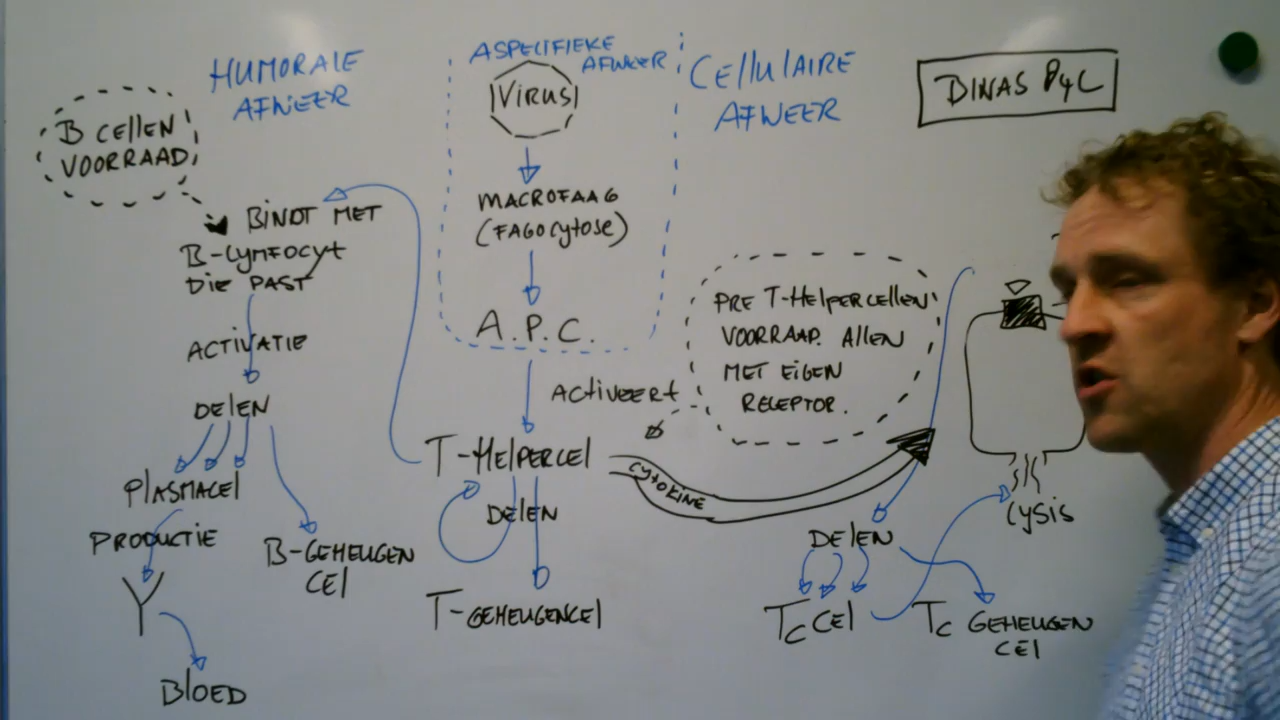 HUMORALE
AFWEER
B CELLEN
VOORRAAD
BINDT MET
B-LYMFOCYT
DIE PAST
ACTIVATIE
DELEN
PLASMACEL
PRODUCTIE
B-GEHEUGEN
CEL
BLOED
ASPECIFIEKE
AFWEER
VIRUS
MACROFAAG
(FAGOCYTOSE)
A.P.C.
ACTIVEERT
T-HELPERCEL
DELEN
T-GEHEUGENCEL
CYTOKINE
CELLULAIRE
AFWEER
PRE T-HELPERCELLEN
VOORRAAD. ALLEN
MET EIGEN
RECEPTOR.
DELEN
TC CEL
TC GEHEUGEN
CEL
LYSIS
BINAS 84C